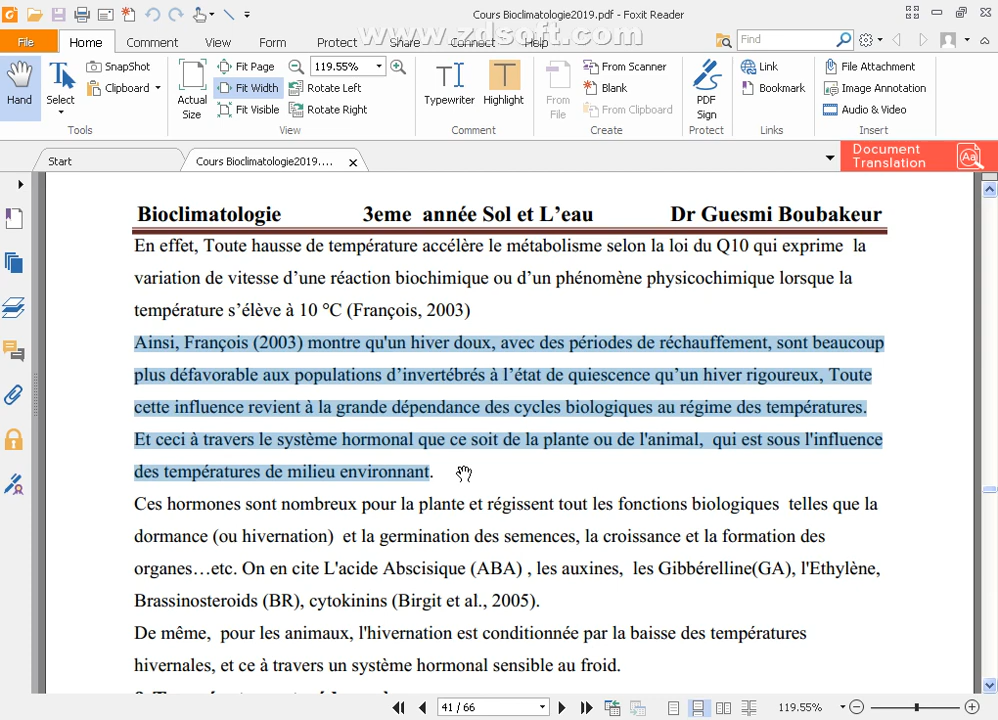 Cours Bioclimatologie2019.pdf - Foxit Reader
www.zdsoft.com
File Home Comment View Form Protect Share Connect Help Find
Hand Select SnapShot Clipboard Actual Size Fit Page Fit Width Fit Visible 119.55% Rotate Left Rotate Right Typewriter Highlight From File From Scanner Blank From Clipboard PDF Sign Link Bookmark File Attachment Image Annotation Audio & Video
Tools View Comment Create Protect Links Insert
Start Cours Bioclimatologie2019.... Document Translation
Bioclimatologie 3eme année Sol et L’eau Dr Guesmi Boubakeur
En effet, Toute hausse de température accélère le métabolisme selon la loi du Q10 qui exprime la
variation de vitesse d’une réaction biochimique ou d’un phénomène physicochimique lorsque la
température s’élève à 10 °C (François, 2003)
Ainsi, François (2003) montre qu'un hiver doux, avec des périodes de réchauffement, sont beaucoup
plus défavorable aux populations d’invertébrés à l’état de quiescence qu’un hiver rigoureux, Toute
cette influence revient à la grande dépendance des cycles biologiques au régime des températures.
Et ceci à travers le système hormonal que ce soit de la plante ou de l'animal, qui est sous l'influence
des températures de milieu environnant.
Ces hormones sont nombreux pour la plante et régissent tout les fonctions biologiques telles que la
dormance (ou hivernation) et la germination des semences, la croissance et la formation des
organes…etc. On en cite L'acide Abscisique (ABA) , les auxines, les Gibbérelline(GA), l'Ethylène,
Brassinosteroids (BR), cytokinins (Birgit et al., 2005).
De même, pour les animaux, l'hivernation est conditionnée par la baisse des températures
hivernales, et ce à travers un système hormonal sensible au froid.
41 / 66 119.55%